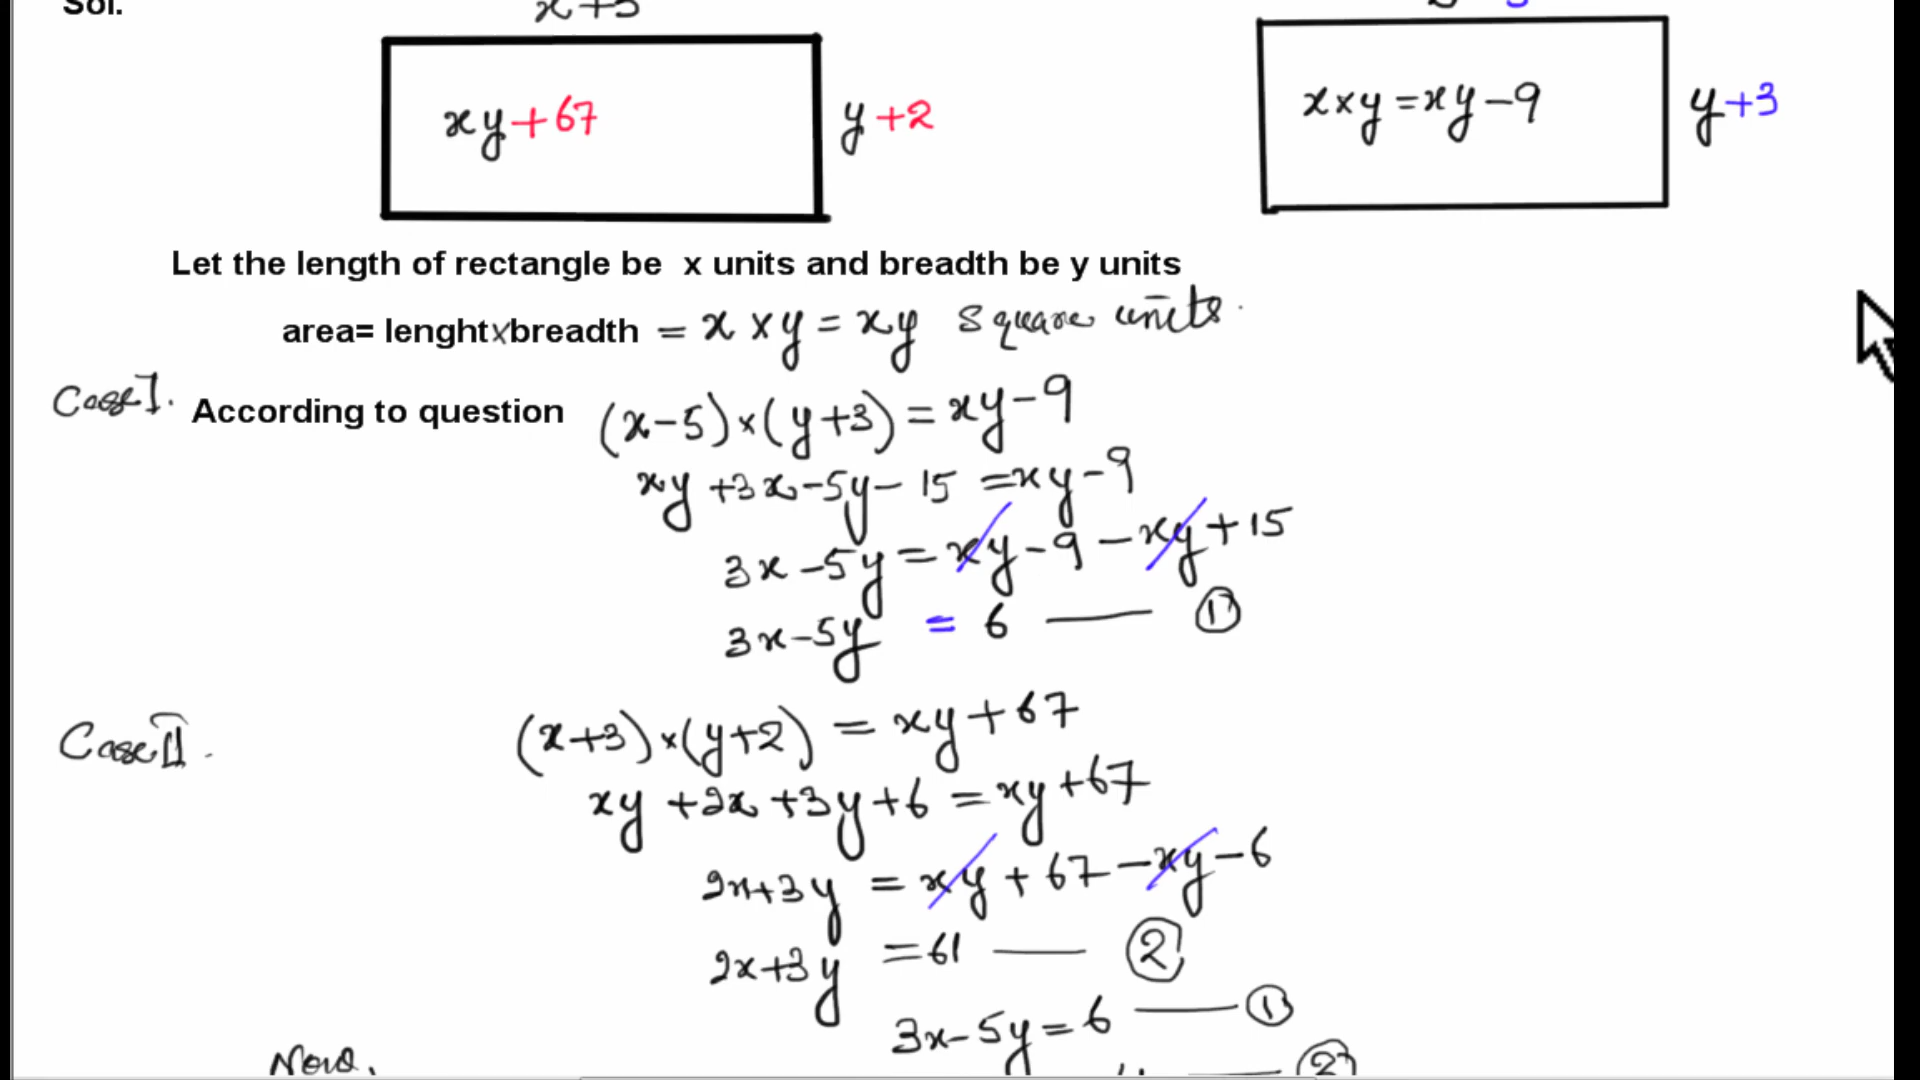 Sol.
x+3
xy+67
y+2
x×y=xy-9
y+3
Let the length of rectangle be x units and breadth be y units
area= lenght×breadth = x×y = xy square units.
Case I. According to question (x-5)×(y+3)=xy-9
xy+3x-5y-15=xy-9
3x-5y=xy-9-xy+15
3x-5y = 6 — ①
Case II. (x+3)×(y+2) = xy+67
xy+2x+3y+6=xy+67
2x+3y = xy+67-xy-6
2x+3y =61 — ②
3x-5y=6 — ①
Now, ②